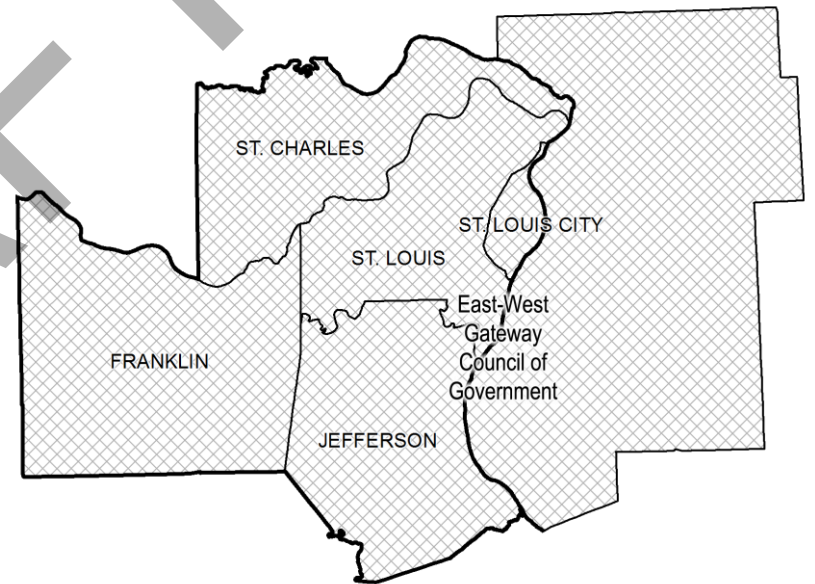 ST. CHARLES
ST. LOUIS CITY
ST. LOUIS
East-West
Gateway
Council of
Government
FRANKLIN
JEFFERSON